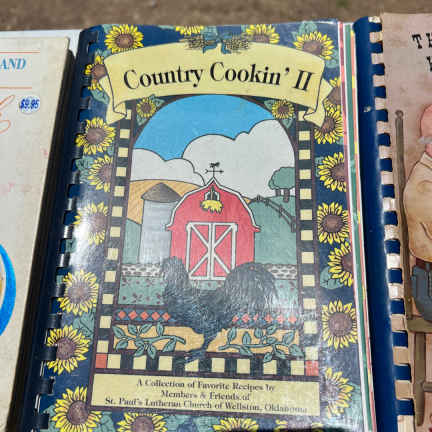 AND
$9.95
Country Cookin' II
A Collection of Favorite Recipes by
Members & Friends of
St. Paul's Lutheran Church of Wellston, Oklahoma
TH